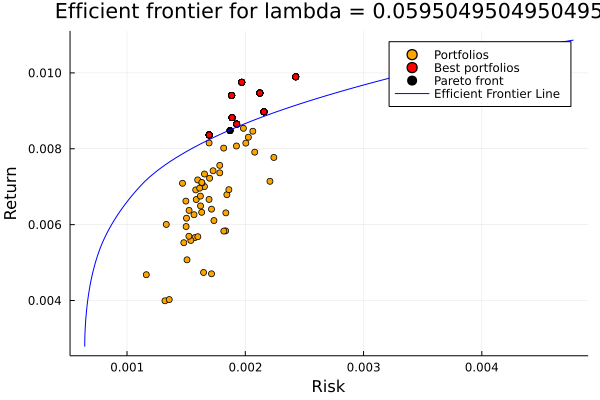 Efficient frontier for lambda = 0.0595049504950495
Portfolios
Best portfolios
Pareto front
Efficient Frontier Line
0.010
0.008
0.006
0.004
Return
0.001 0.002 0.003 0.004
Risk